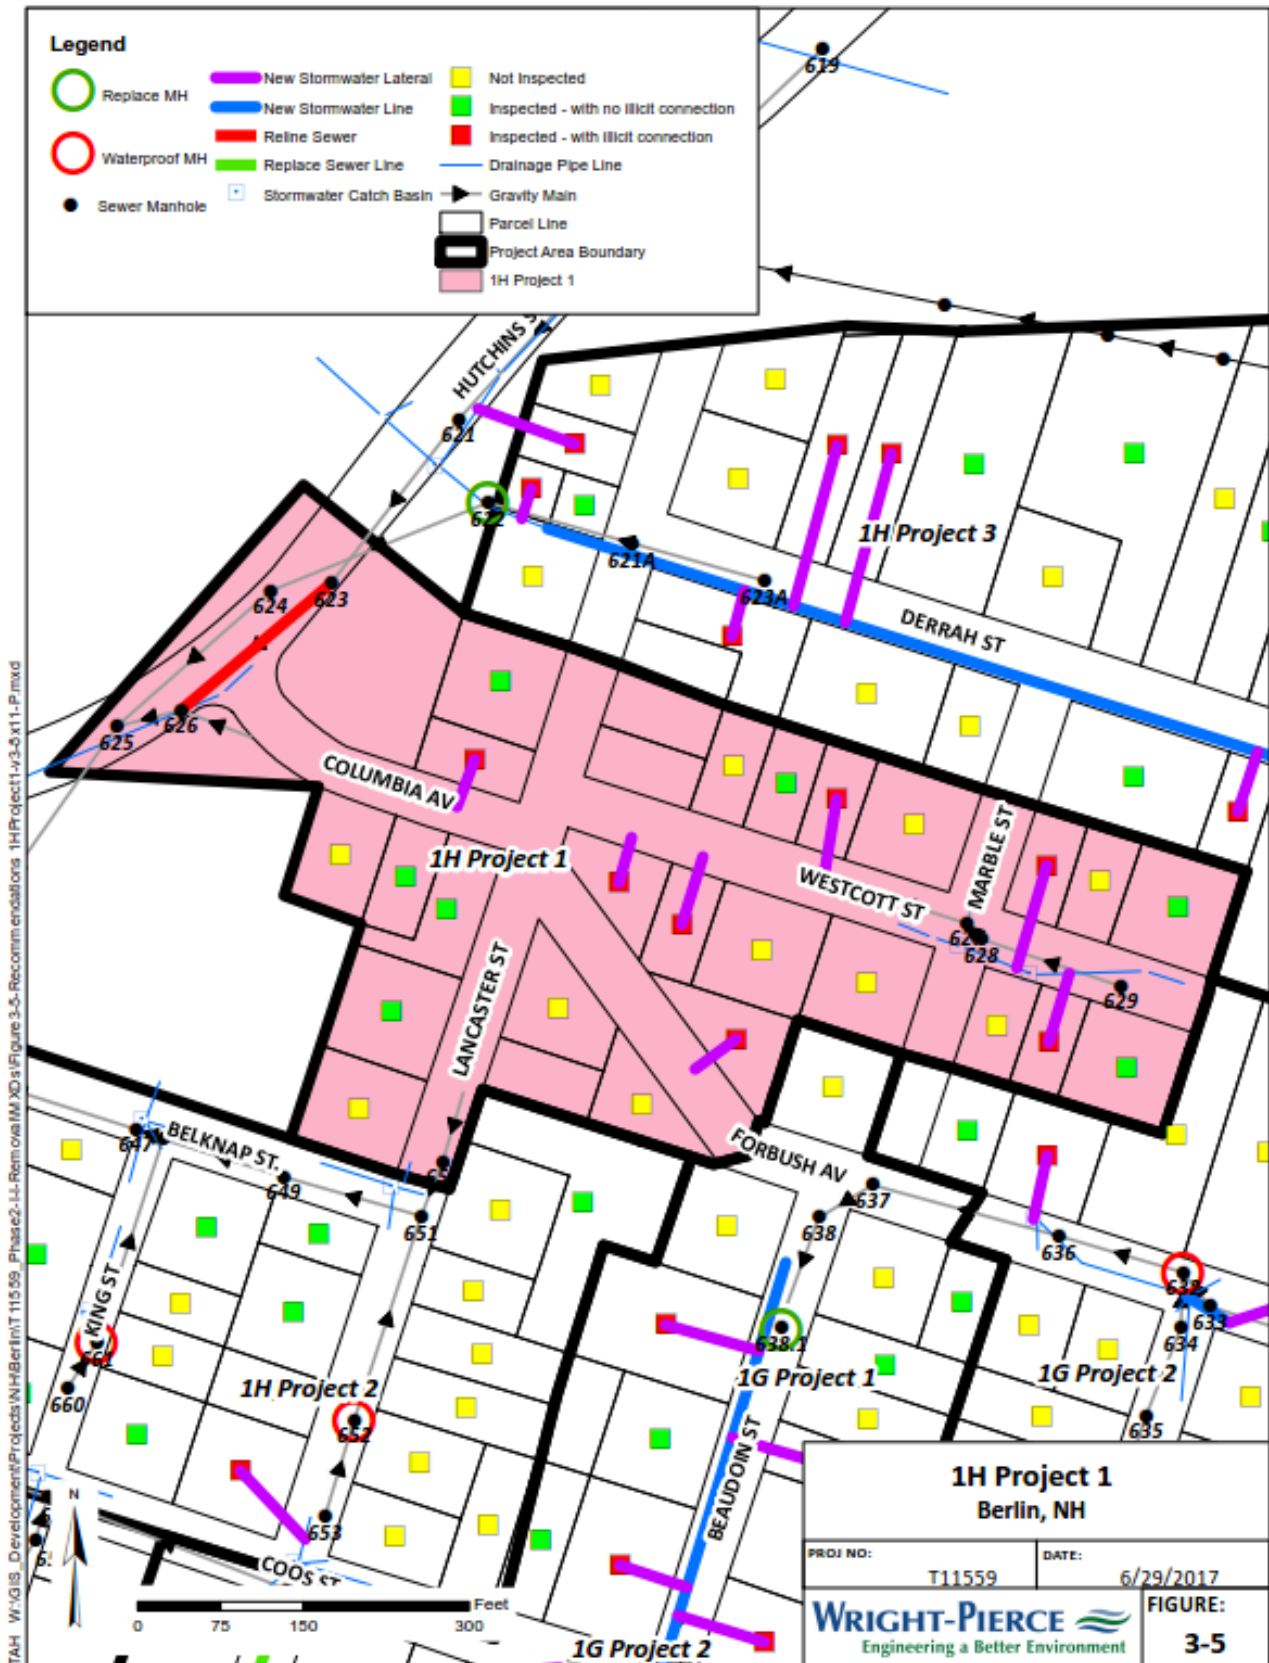 Legend
Replace MH
Waterproof MH
Sewer Manhole
New Stormwater Lateral
New Stormwater Line
Reline Sewer
Replace Sewer Line
Stormwater Catch Basin
Not Inspected
Inspected - with no illicit connection
Inspected - with illicit connection
Drainage Pipe Line
Gravity Main
Parcel Line
Project Area Boundary
1H Project 1
619
HUTCHINS
621
622
621A
1H Project 3
623A
DERRAH ST
624
623
625
626
COLUMBIA AV
1H Project 1
WESTCOTT ST
MARBLE ST
628
629
LANCASTER ST
647
BELKNAP ST.
649
651
FORBUSH AV
637
638
636
632
633
634
635
KING ST
661
660
1H Project 2
652
653
COOS ST
638.1
1G Project 1
1G Project 2
BEAUDOIN ST
1G Project 2
N
0 75 150 300
Feet
1H Project 1
Berlin, NH
PROJ NO:
T11559
DATE:
6/29/2017
WRIGHT-PIERCE
Engineering a Better Environment
FIGURE:
3-5